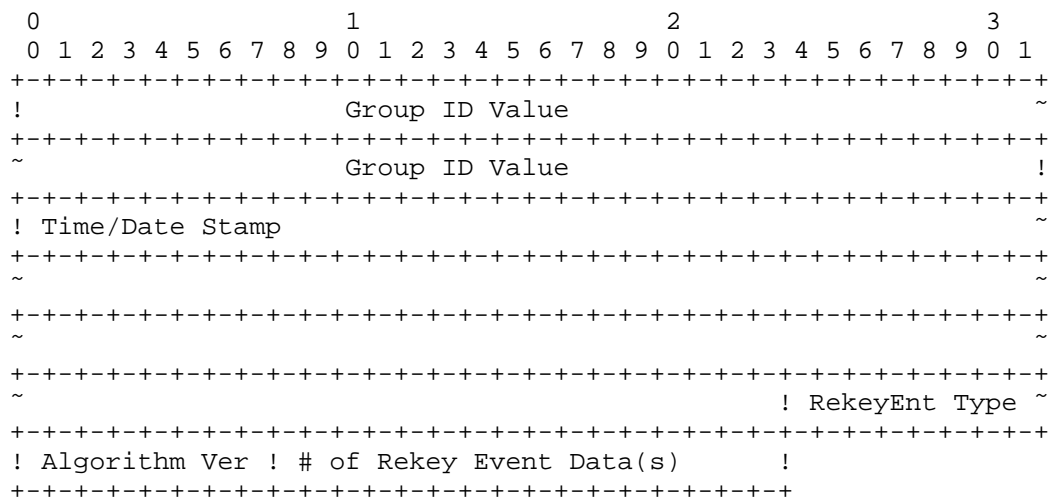 0                   1                   2                   3
 0 1 2 3 4 5 6 7 8 9 0 1 2 3 4 5 6 7 8 9 0 1 2 3 4 5 6 7 8 9 0 1
+-+-+-+-+-+-+-+-+-+-+-+-+-+-+-+-+-+-+-+-+-+-+-+-+-+-+-+-+-+-+-+-+
!                    Group ID Value                             ~
+-+-+-+-+-+-+-+-+-+-+-+-+-+-+-+-+-+-+-+-+-+-+-+-+-+-+-+-+-+-+-+-+
~                    Group ID Value                             !
+-+-+-+-+-+-+-+-+-+-+-+-+-+-+-+-+-+-+-+-+-+-+-+-+-+-+-+-+-+-+-+-+
! Time/Date Stamp                                               ~
+-+-+-+-+-+-+-+-+-+-+-+-+-+-+-+-+-+-+-+-+-+-+-+-+-+-+-+-+-+-+-+-+
~                                                               ~
+-+-+-+-+-+-+-+-+-+-+-+-+-+-+-+-+-+-+-+-+-+-+-+-+-+-+-+-+-+-+-+-+
~                                                               ~
+-+-+-+-+-+-+-+-+-+-+-+-+-+-+-+-+-+-+-+-+-+-+-+-+-+-+-+-+-+-+-+-+
~                                               ! RekeyEnt Type ~
+-+-+-+-+-+-+-+-+-+-+-+-+-+-+-+-+-+-+-+-+-+-+-+-+-+-+-+-+-+-+-+-+
! Algorithm Ver ! # of Rekey Event Data(s)      !
+-+-+-+-+-+-+-+-+-+-+-+-+-+-+-+-+-+-+-+-+-+-+-+-+